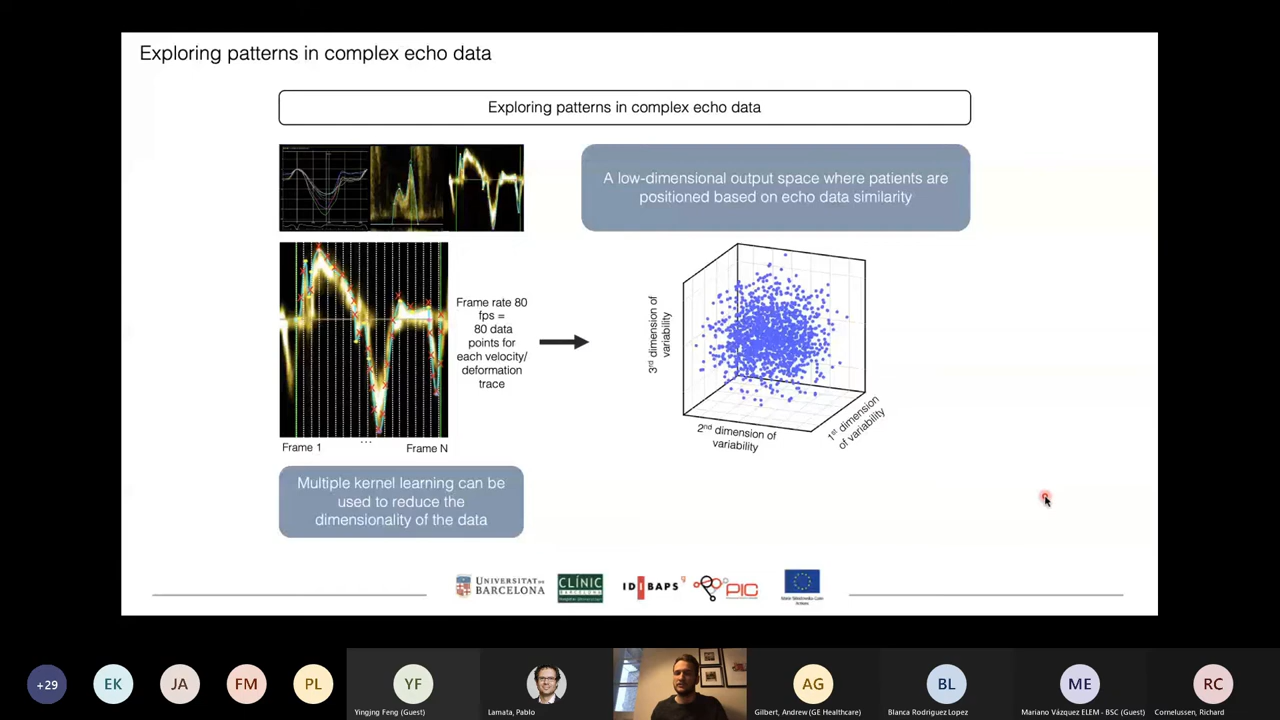 Exploring patterns in complex echo data
Exploring patterns in complex echo data
A low-dimensional output space where patients are
positioned based on echo data similarity
Frame rate 80
fps =
80 data
points for
each velocity/
deformation
trace
Frame 1
...
Frame N
3rd dimension of
variability
2nd dimension of
variability
1st dimension
of variability
Multiple kernel learning can be
used to reduce the
dimensionality of the data
UNIVERSITAT DE
BARCELONA
CLÍNIC
BARCELONA
IDIBAPS
PIC
+29
EK
JA
FM
PL
YF
Yingjng Feng (Guest)
Lamata, Pablo
AG
Gilbert, Andrew (GE Healthcare)
BL
Blanca Rodriguez Lopez
ME
Mariano Vázquez ELEM - BSC (Guest)
RC
Cornelussen, Richard